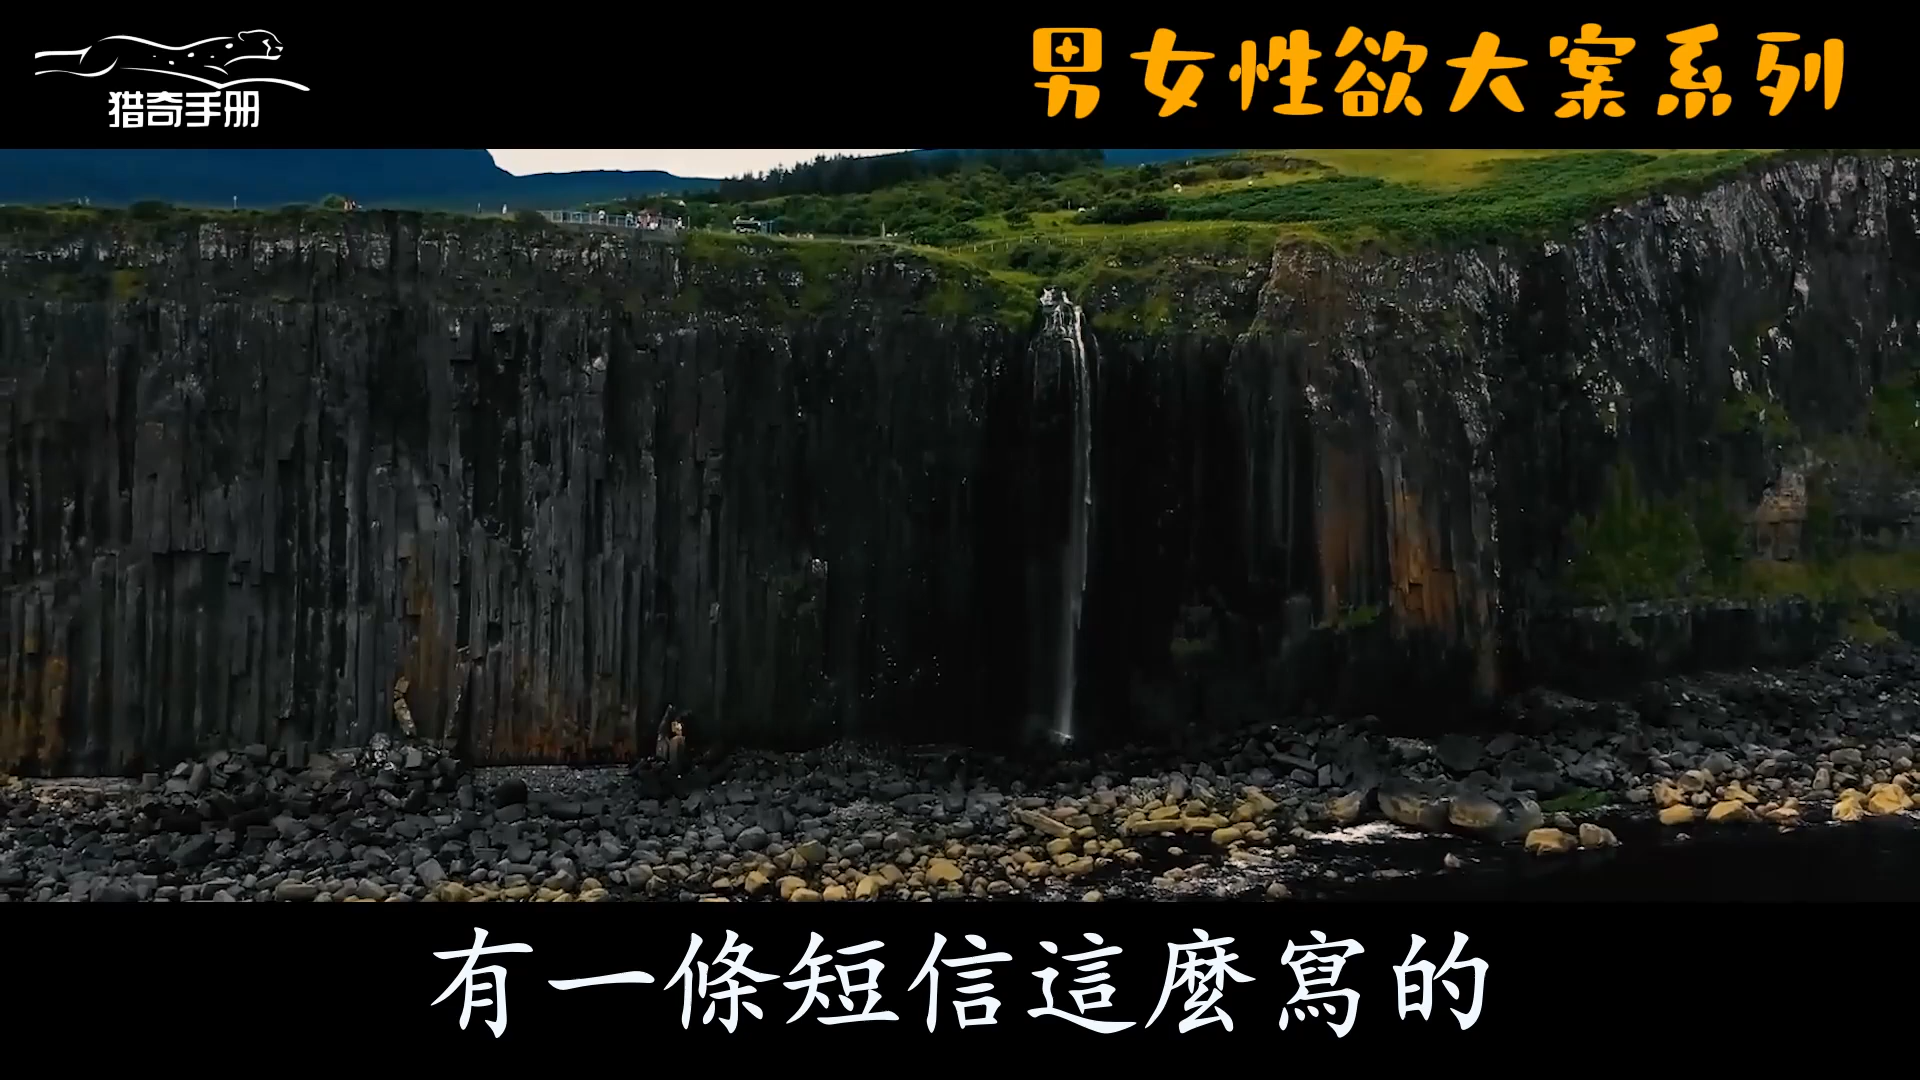 猎奇手册
男女性欲大案系列
有一條短信這麼寫的